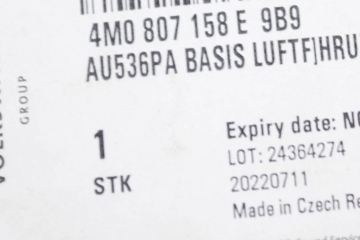 4M0 807 158 E 9B9
AU536PA BASIS LUFTF]HRU
GROUP
1
STK
Expiry date:
LOT: 24364274
20220711
Made in Czech